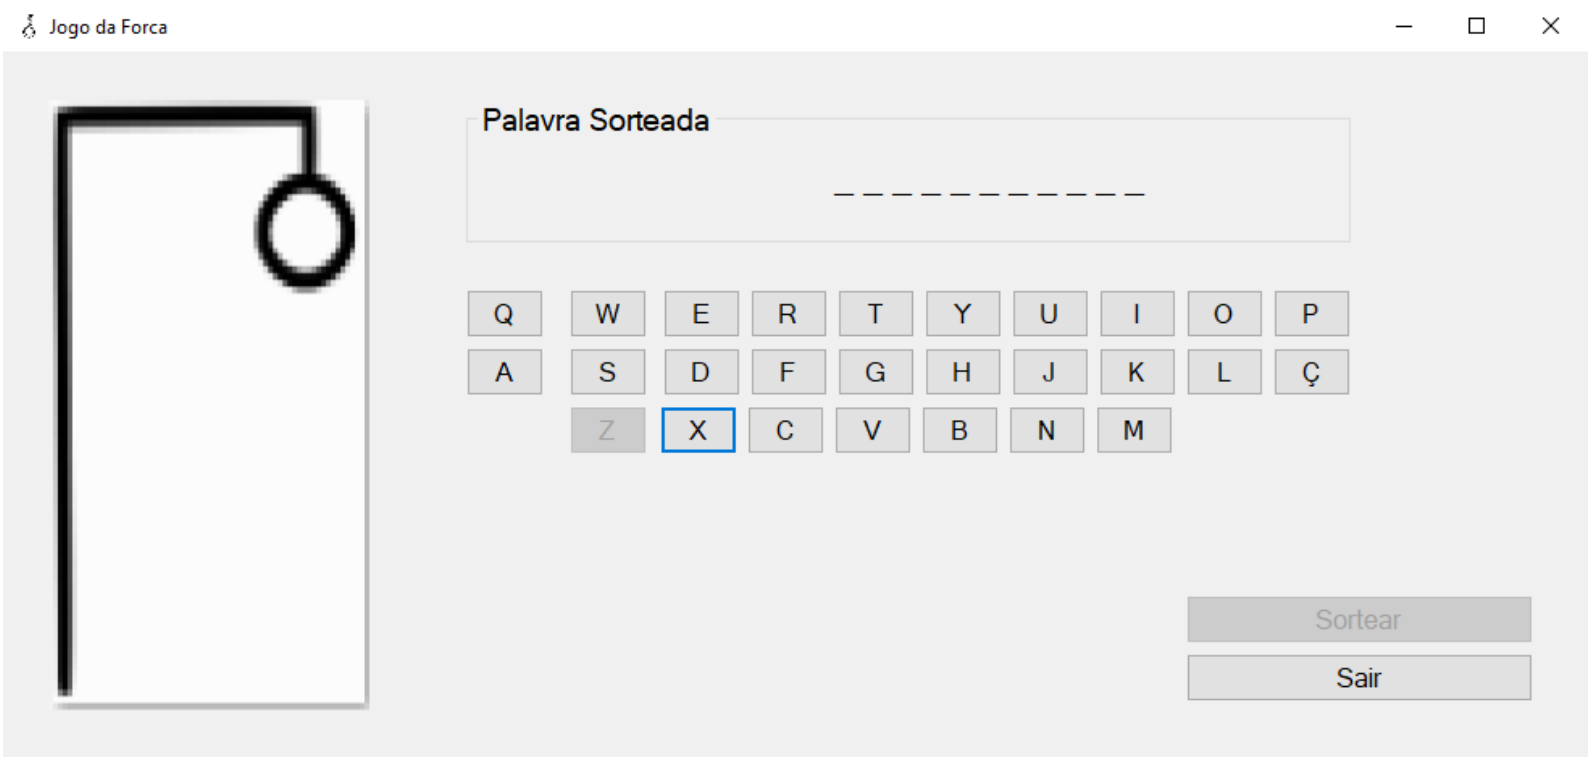 Jogo da Forca
Palavra Sorteada
_ _ _ _ _ _ _ _ _ _ _
Q W E R T Y U I O P
A S D F G H J K L Ç
Z X C V B N M
Sortear
Sair